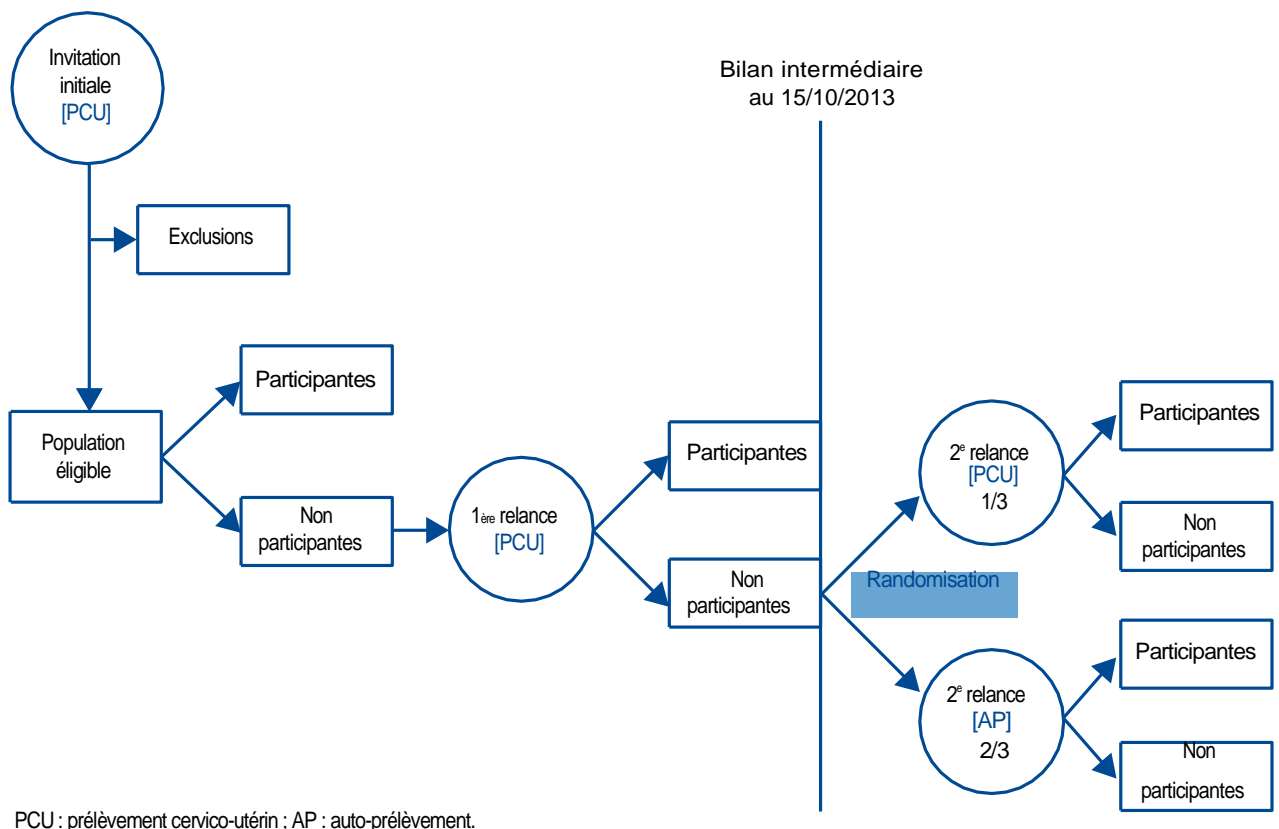 Invitation
initiale
[PCU]
Bilan intermédiaire
au 15/10/2013
Exclusions
Participantes
Population
éligible
Non
participantes
1ère relance
[PCU]
Participantes
Non
participantes
Randomisation
2e relance
[PCU]
1/3
Participantes
Non
participantes
2e relance
[AP]
2/3
Participantes
Non
participantes
PCU : prélèvement cervico-utérin ; AP : auto-prélèvement.